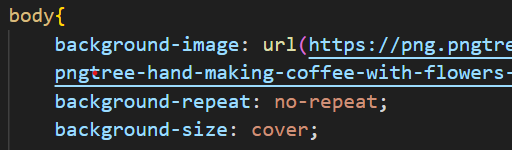 body{
background-image: url(https://png.pngtre
pngtree-hand-making-coffee-with-flowers-
background-repeat: no-repeat;
background-size: cover;